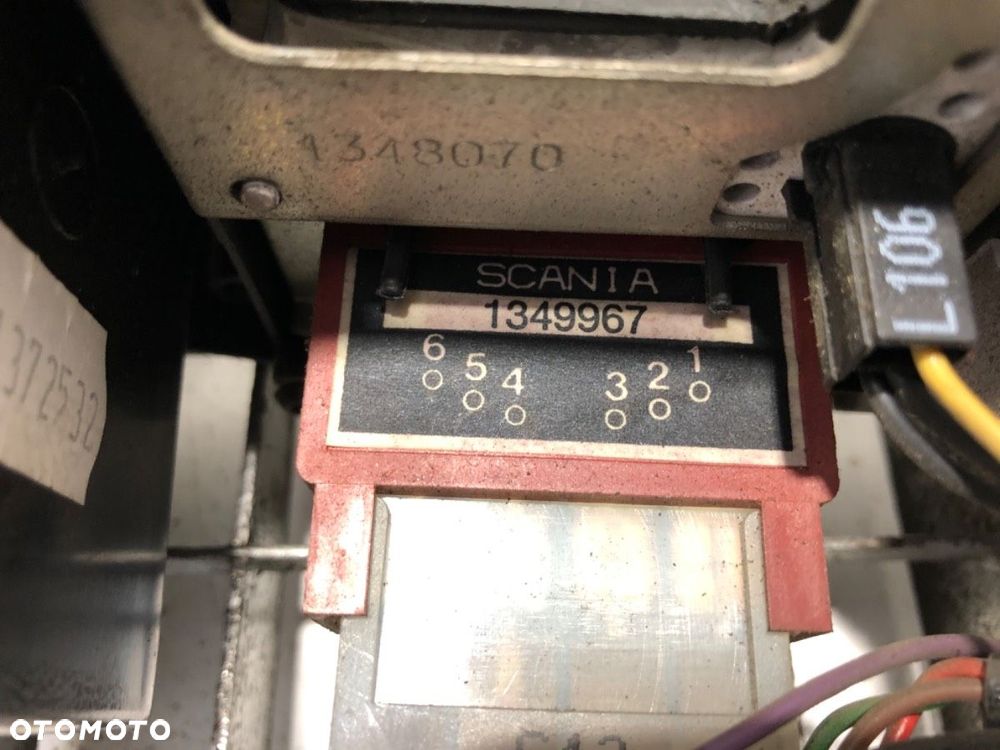 1348070
L106
SCANIA
1349967
6 5 4 3 2 1
1372532
OTOMOTO